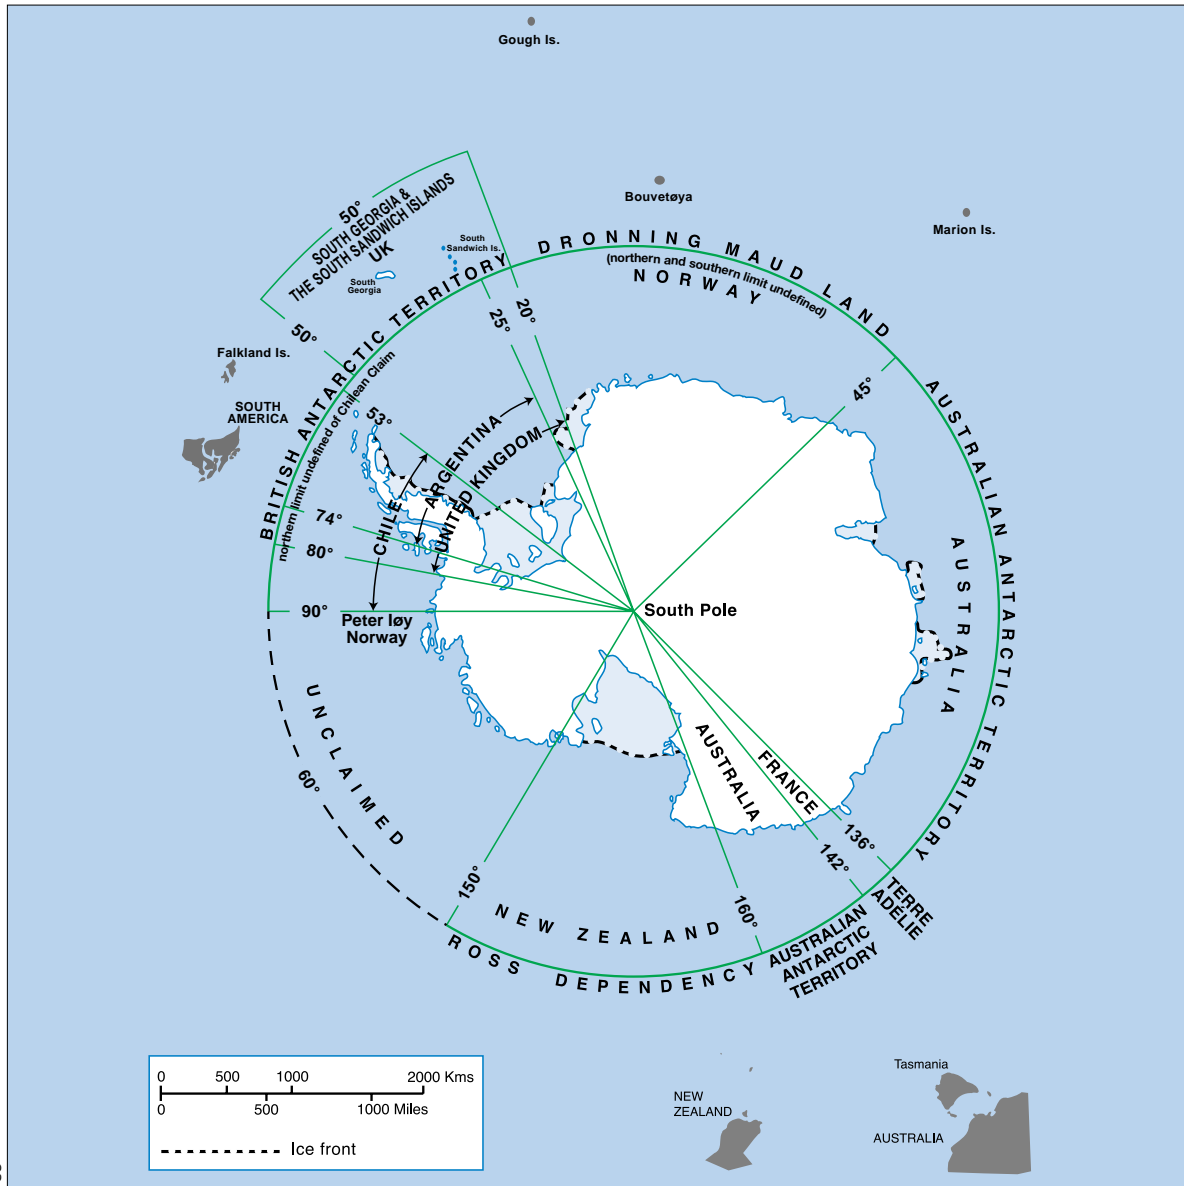 Gough Is.
Bouvetøya
Marion Is.
50°
SOUTH GEORGIA &
THE SOUTH SANDWICH ISLANDS
UK
South
Sandwich Is.
South
Georgia
50°
Falkland Is.
SOUTH
AMERICA
DRONNING MAUD LAND
(northern and southern limit undefined)
NORWAY
BRITISH ANTARCTIC TERRITORY
northern limit undefined of Chilean Claim
20°
25°
45°
53°
74°
80°
90°
ARGENTINA
UNITED KINGDOM
CHILE
AUSTRALIAN ANTARCTIC TERRITORY
AUSTRALIA
South Pole
Peter Iøy
Norway
UNCLAIMED
60°
AUSTRALIA
FRANCE
136°
142°
150°
160°
NEW ZEALAND
ROSS DEPENDENCY
TERRE
ADÉLIE
AUSTRALIAN
ANTARCTIC
TERRITORY
0 500 1000 2000 Kms
0 500 1000 Miles
Ice front
NEW
ZEALAND
Tasmania
AUSTRALIA